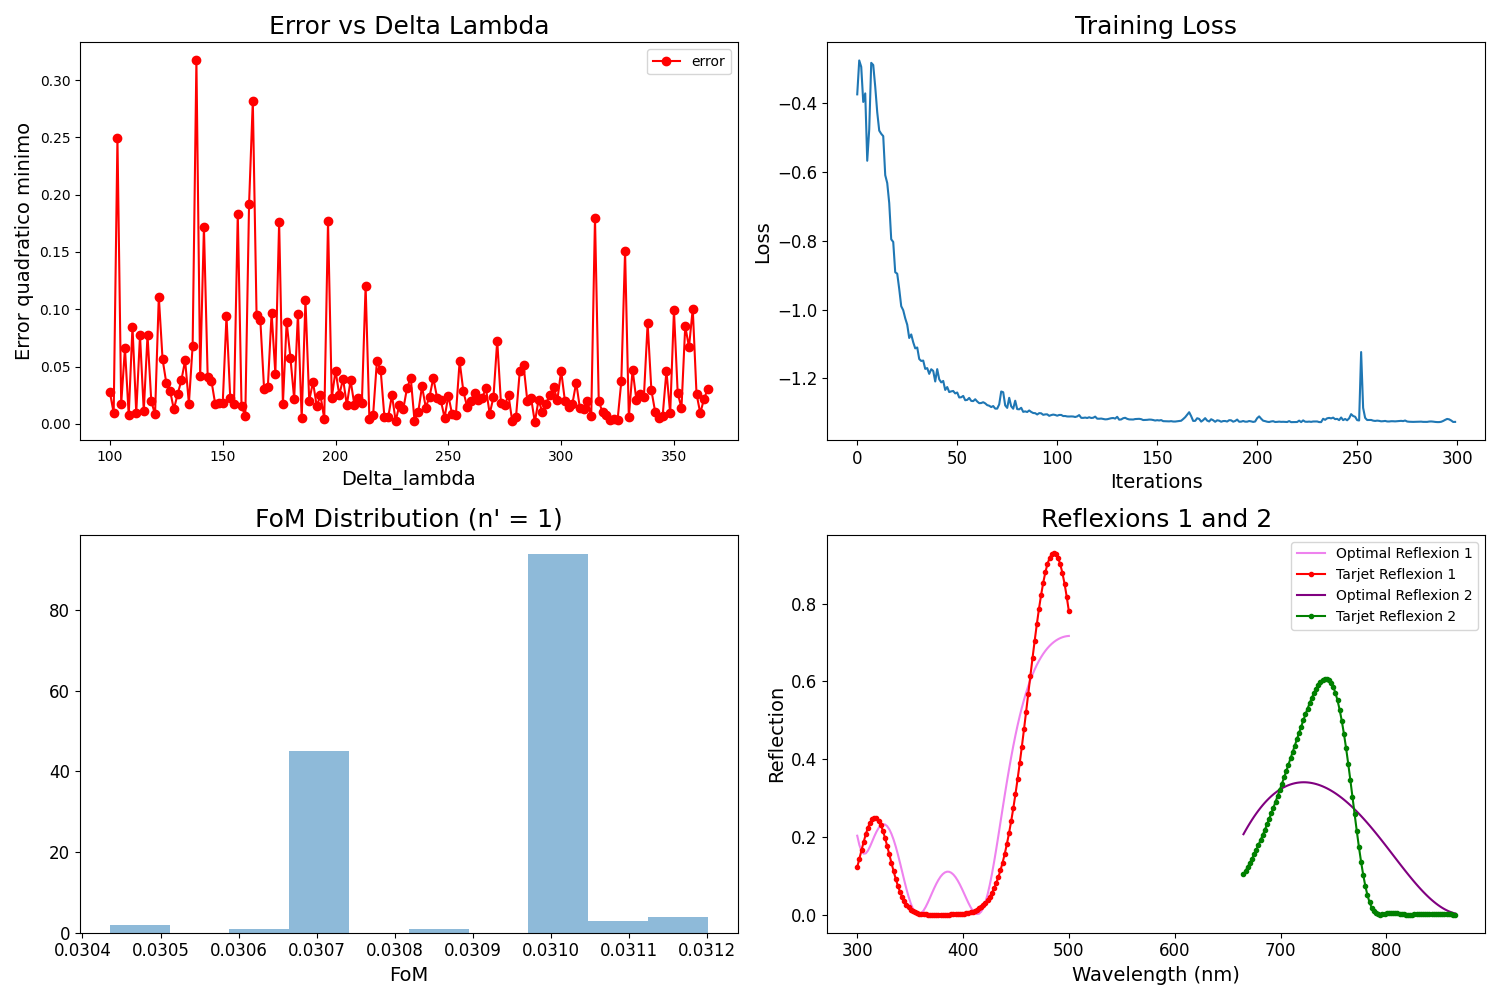 Error vs Delta Lambda
error
Error quadratico minimo
0.30
0.25
0.20
0.15
0.10
0.05
0.00
100 150 200 250 300 350
Delta_lambda
Training Loss
Loss
−0.4
−0.6
−0.8
−1.0
−1.2
0 50 100 150 200 250 300
Iterations
FoM Distribution (n' = 1)
80
60
40
20
0
0.0304 0.0305 0.0306 0.0307 0.0308 0.0309 0.0310 0.0311 0.0312
FoM
Reflexions 1 and 2
Optimal Reflexion 1
Tarjet Reflexion 1
Optimal Reflexion 2
Tarjet Reflexion 2
Reflection
0.8
0.6
0.4
0.2
0.0
300 400 500 600 700 800
Wavelength (nm)